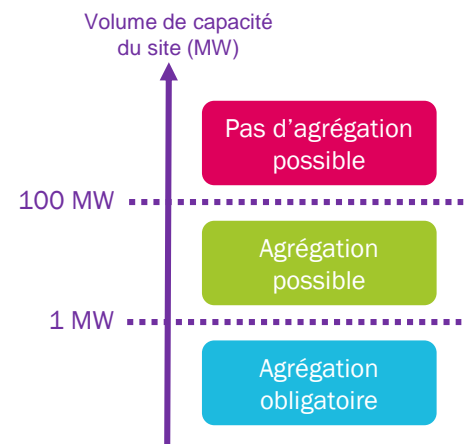 Volume de capacité
du site (MW)
Pas d'agrégation
possible
100 MW
Agrégation
possible
1 MW
Agrégation
obligatoire